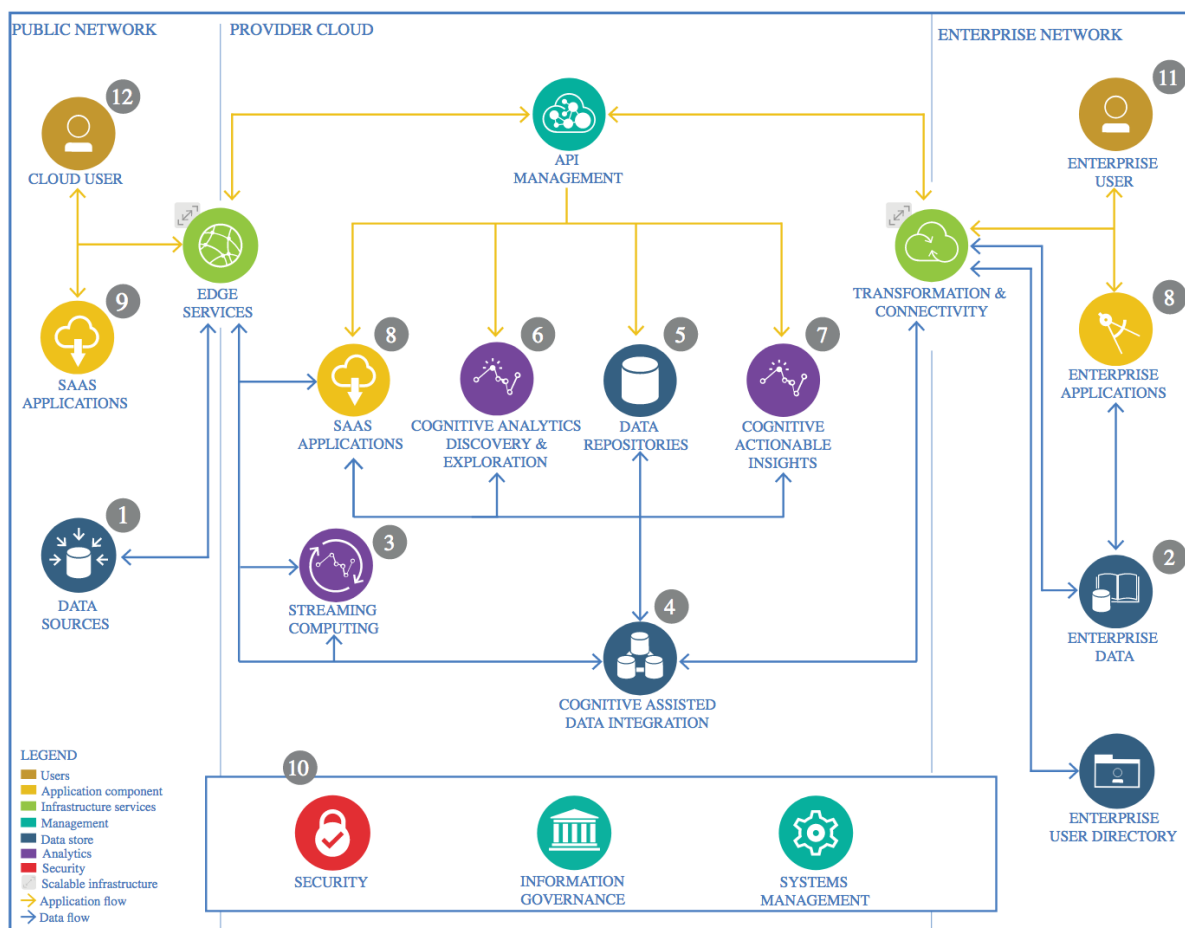 PUBLIC NETWORK
PROVIDER CLOUD
ENTERPRISE NETWORK
12
CLOUD USER
11
ENTERPRISE
USER
API
MANAGEMENT
EDGE
SERVICES
TRANSFORMATION &
CONNECTIVITY
9
SAAS
APPLICATIONS
8
SAAS
APPLICATIONS
6
COGNITIVE ANALYTICS
DISCOVERY &
EXPLORATION
5
DATA
REPOSITORIES
7
COGNITIVE
ACTIONABLE
INSIGHTS
8
ENTERPRISE
APPLICATIONS
1
DATA
SOURCES
3
STREAMING
COMPUTING
4
COGNITIVE ASSISTED
DATA INTEGRATION
2
ENTERPRISE
DATA
ENTERPRISE
USER DIRECTORY
LEGEND
Users
Application component
Infrastructure services
Management
Data store
Analytics
Security
Scalable infrastructure
Application flow
Data flow
10
SECURITY
INFORMATION
GOVERNANCE
SYSTEMS
MANAGEMENT